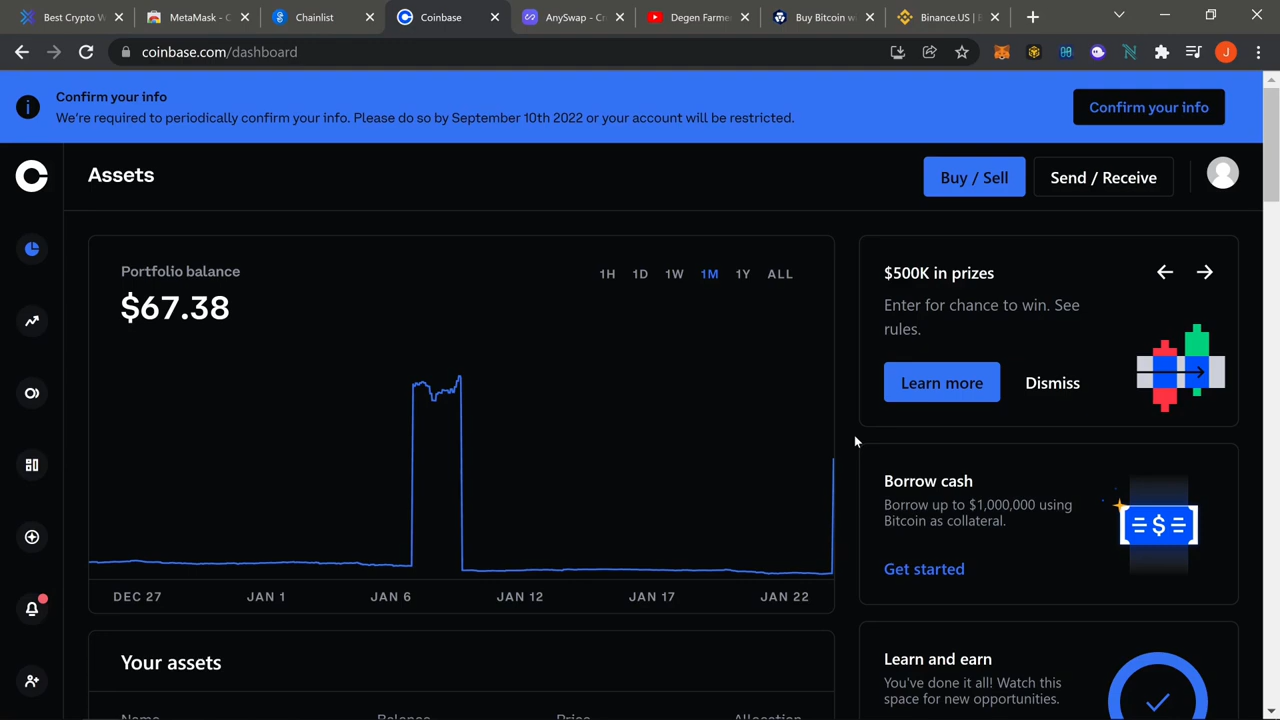 Best Crypto W
MetaMask - C
Chainlist
Coinbase
AnySwap - Cr
Degen Farmer
Buy Bitcoin w
Binance.US | B
coinbase.com/dashboard
J
Confirm your info
We're required to periodically confirm your info. Please do so by September 10th 2022 or your account will be restricted.
Confirm your info
Assets
Buy / Sell
Send / Receive
Portfolio balance
$67.38
1H 1D 1W 1M 1Y ALL
DEC 27 JAN 1 JAN 6 JAN 12 JAN 17 JAN 22
Your assets
Name Balance Price Allocation
$500K in prizes
Enter for chance to win. See
rules.
Learn more
Dismiss
Borrow cash
Borrow up to $1,000,000 using
Bitcoin as collateral.
Get started
Learn and earn
You've done it all! Watch this
space for new opportunities.